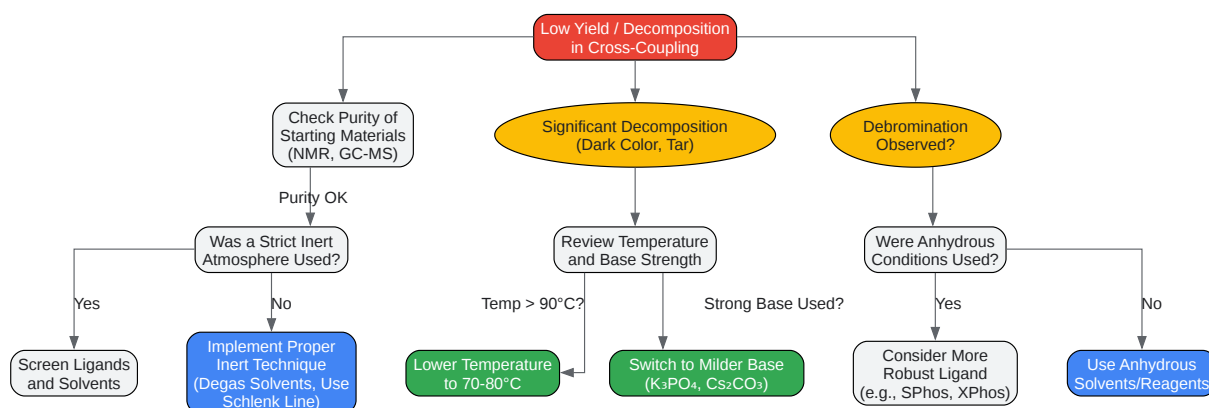 Low Yield / Decomposition
in Cross-Coupling
Check Purity of
Starting Materials
(NMR, GC-MS)
Significant Decomposition
(Dark Color, Tar)
Debromination
Observed?
Purity OK
Was a Strict Inert
Atmosphere Used?
Review Temperature
and Base Strength
Were Anhydrous
Conditions Used?
Yes
No
Temp > 90°C?
Strong Base Used?
Yes
No
Screen Ligands
and Solvents
Implement Proper
Inert Technique
(Degas Solvents, Use
Schlenk Line)
Lower Temperature
to 70-80°C
Switch to Milder Base
(K₃PO₄, Cs₂CO₃)
Consider More
Robust Ligand
(e.g., SPhos, XPhos)
Use Anhydrous
Solvents/Reagents